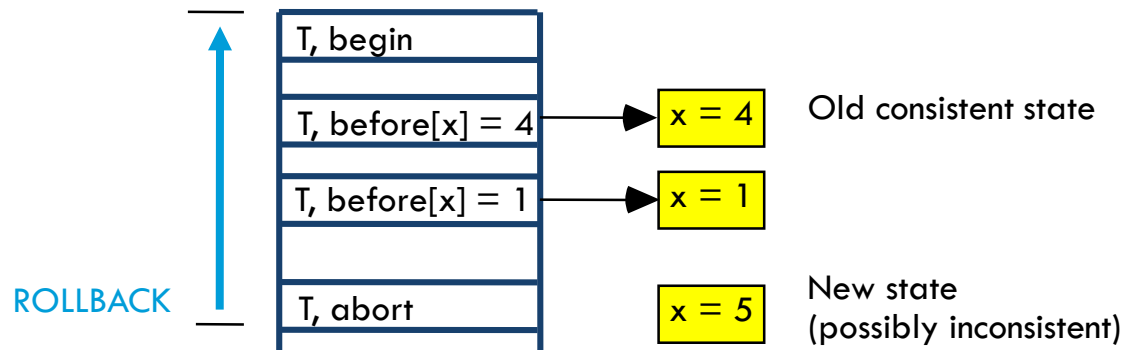 T, begin
T, before[x] = 4
x = 4
Old consistent state
T, before[x] = 1
x = 1
ROLLBACK
T, abort
x = 5
New state
(possibly inconsistent)